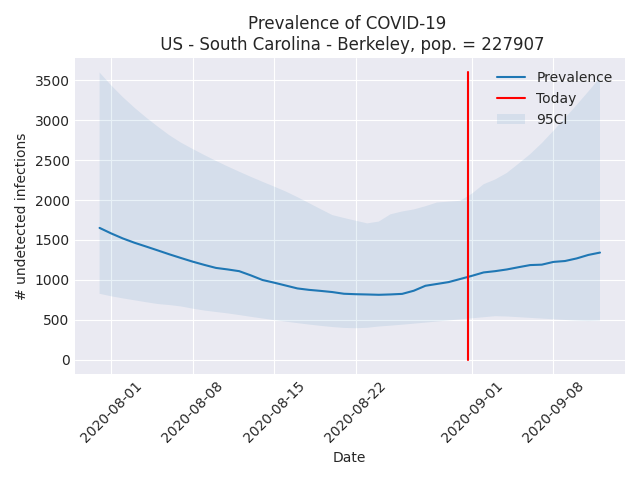 Prevalence of COVID-19
US - South Carolina - Berkeley, pop. = 227907
Prevalence
Today
95CI
# undetected infections
3500
3000
2500
2000
1500
1000
500
0
2020-08-01
2020-08-08
2020-08-15
2020-08-22
2020-09-01
2020-09-08
Date